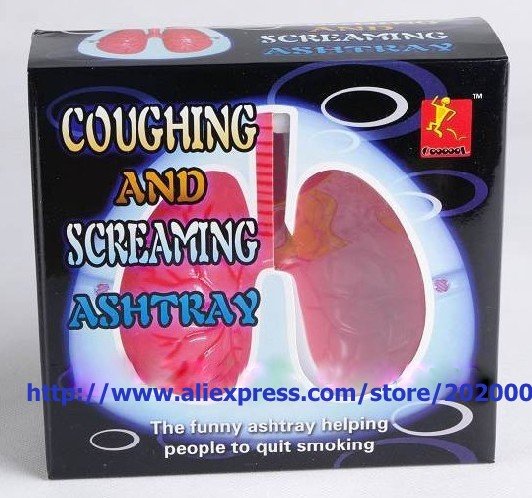 AND
SCREAMING
ASHTRAY
COUGHING
AND
SCREAMING
ASHTRAY
TM
http://www.aliexpress.com/store/202000
The funny ashtray helping
people to quit smoking